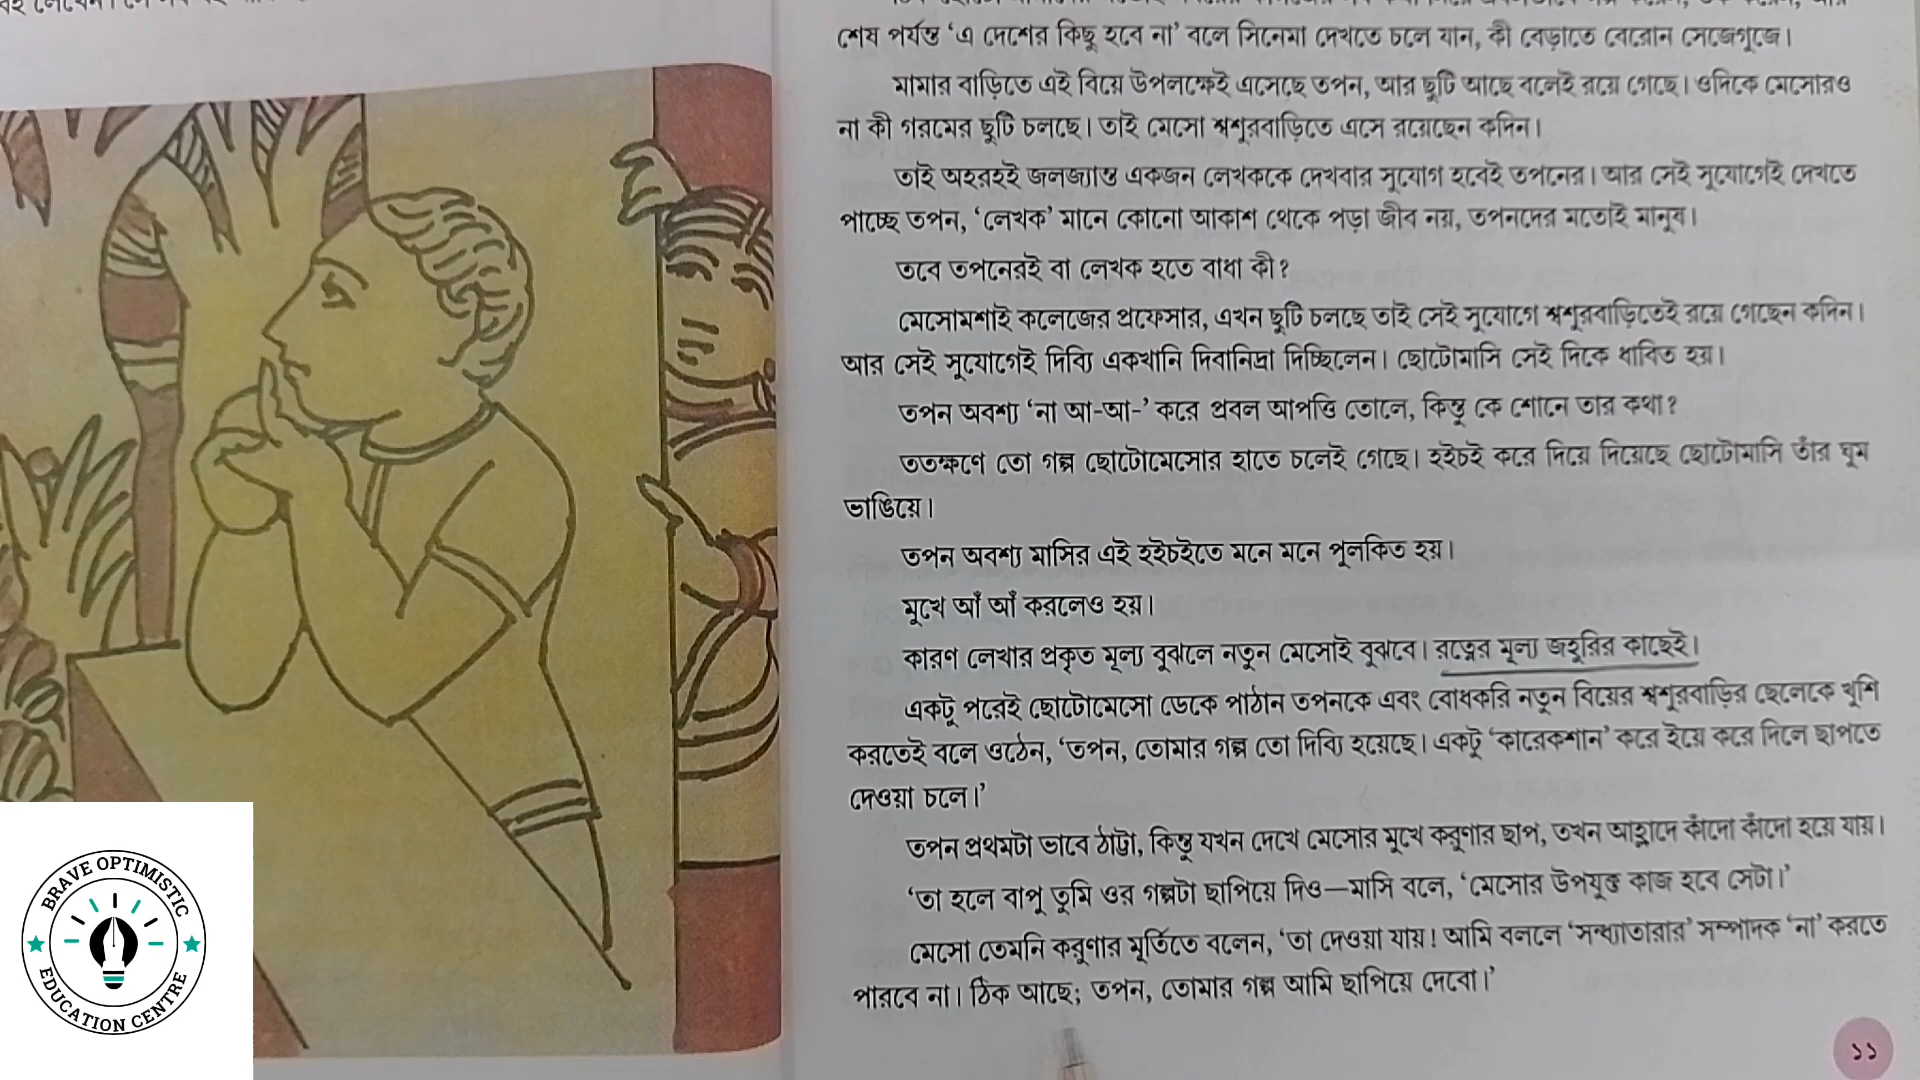 শেষ পর্যন্ত ‘এ দেশের কিছু হবে না’ বলে সিনেমা দেখতে চলে যান, কী বেড়াতে বেরোন সেজেগুজে।
মামার বাড়িতে এই বিয়ে উপলক্ষেই এসেছে তপন, আর ছুটি আছে বলেই রয়ে গেছে। ওদিকে মেসোরও
না কী গরমের ছুটি চলছে। তাই মেসো শ্বশুরবাড়িতে এসে রয়েছেন কদিন।
তাই অহরহই জলজ্যান্ত একজন লেখককে দেখবার সুযোগ হবেই তপনের। আর সেই সুযোগেই দেখতে
পাচ্ছে তপন, ‘লেখক’ মানে কোনো আকাশ থেকে পড়া জীব নয়, তপনদের মতোই মানুষ।
তবে তপনেরই বা লেখক হতে বাধা কী?
মেসোমশাই কলেজের প্রফেসার, এখন ছুটি চলছে তাই সেই সুযোগে শ্বশুরবাড়িতেই রয়ে গেছেন কদিন।
আর সেই সুযোগেই দিব্যি একখানি দিবানিদ্রা দিচ্ছিলেন। ছোটোমাসি সেই দিকে ধাবিত হয়।
তপন অবশ্য ‘না আ-আ-’ করে প্রবল আপত্তি তোলে, কিন্তু কে শোনে তার কথা?
ততক্ষণে তো গল্প ছোটোমেসোর হাতে চলেই গেছে। হইচই করে দিয়ে দিয়েছে ছোটোমাসি তাঁর ঘুম
ভাঙিয়ে।
তপন অবশ্য মাসির এই হইচইতে মনে মনে পুলকিত হয়।
মুখে আঁ আঁ করলেও হয়।
কারণ লেখার প্রকৃত মূল্য বুঝলে নতুন মেসোই বুঝবে। রত্নের মূল্য জহুরির কাছেই।
একটু পরেই ছোটোমেসো ডেকে পাঠান তপনকে এবং বোধকরি নতুন বিয়ের শ্বশুরবাড়ির ছেলেকে খুশি
করতেই বলে ওঠেন, ‘তপন, তোমার গল্প তো দিব্যি হয়েছে। একটু ‘কারেকশান’ করে ইয়ে করে দিলে ছাপতে
দেওয়া চলে।’
তপন প্রথমটা ভাবে ঠাট্টা, কিন্তু যখন দেখে মেসোর মুখে করুণার ছাপ, তখন আহ্লাদে কাঁদো কাঁদো হয়ে যায়।
‘তা হলে বাপু তুমি ওর গল্পটা ছাপিয়ে দিও—মাসি বলে, ‘মেসোর উপযুক্ত কাজ হবে সেটা।’
মেসো তেমনি করুণার মূর্তিতে বলেন, ‘তা দেওয়া যায়! আমি বললে ‘সন্ধ্যাতারার’ সম্পাদক ‘না’ করতে
পারবে না। ঠিক আছে; তপন, তোমার গল্প আমি ছাপিয়ে দেবো।’
১১
BRAVE OPTIMISTIC
EDUCATION CENTRE